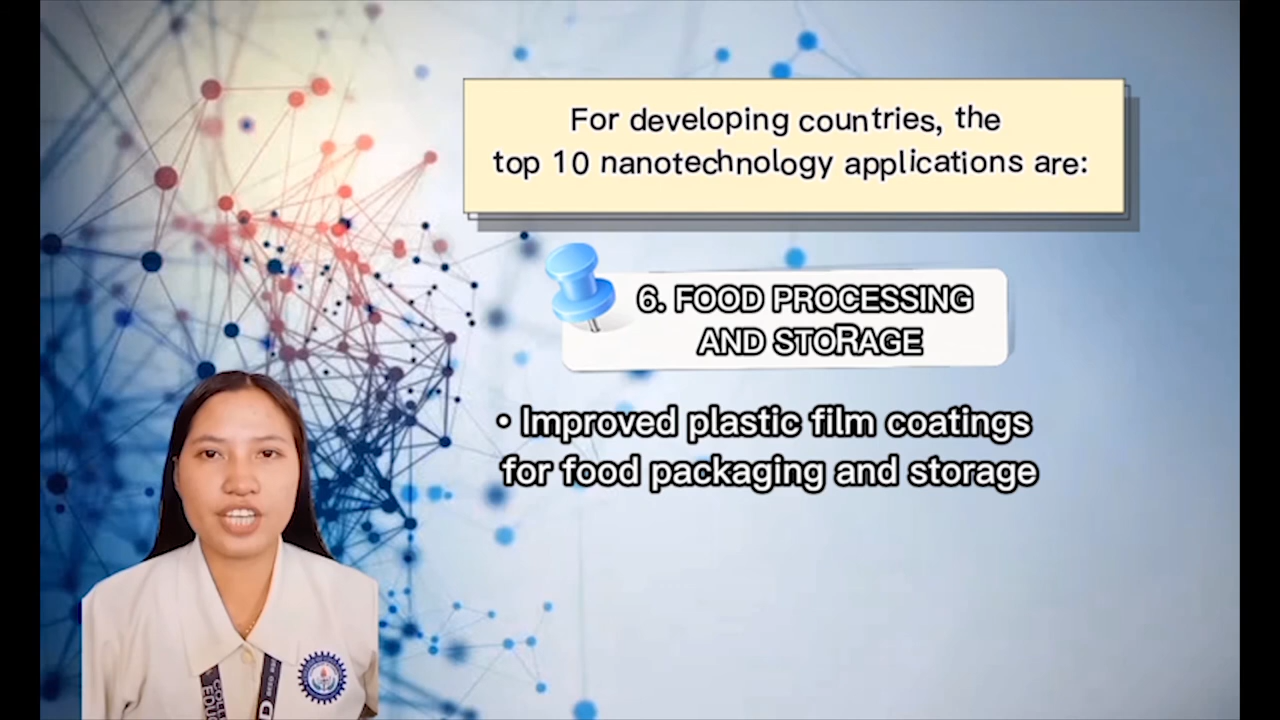 For developing countries, the
top 10 nanotechnology applications are:
6. FOOD PROCESSING
AND STORAGE
• Improved plastic film coatings
for food packaging and storage